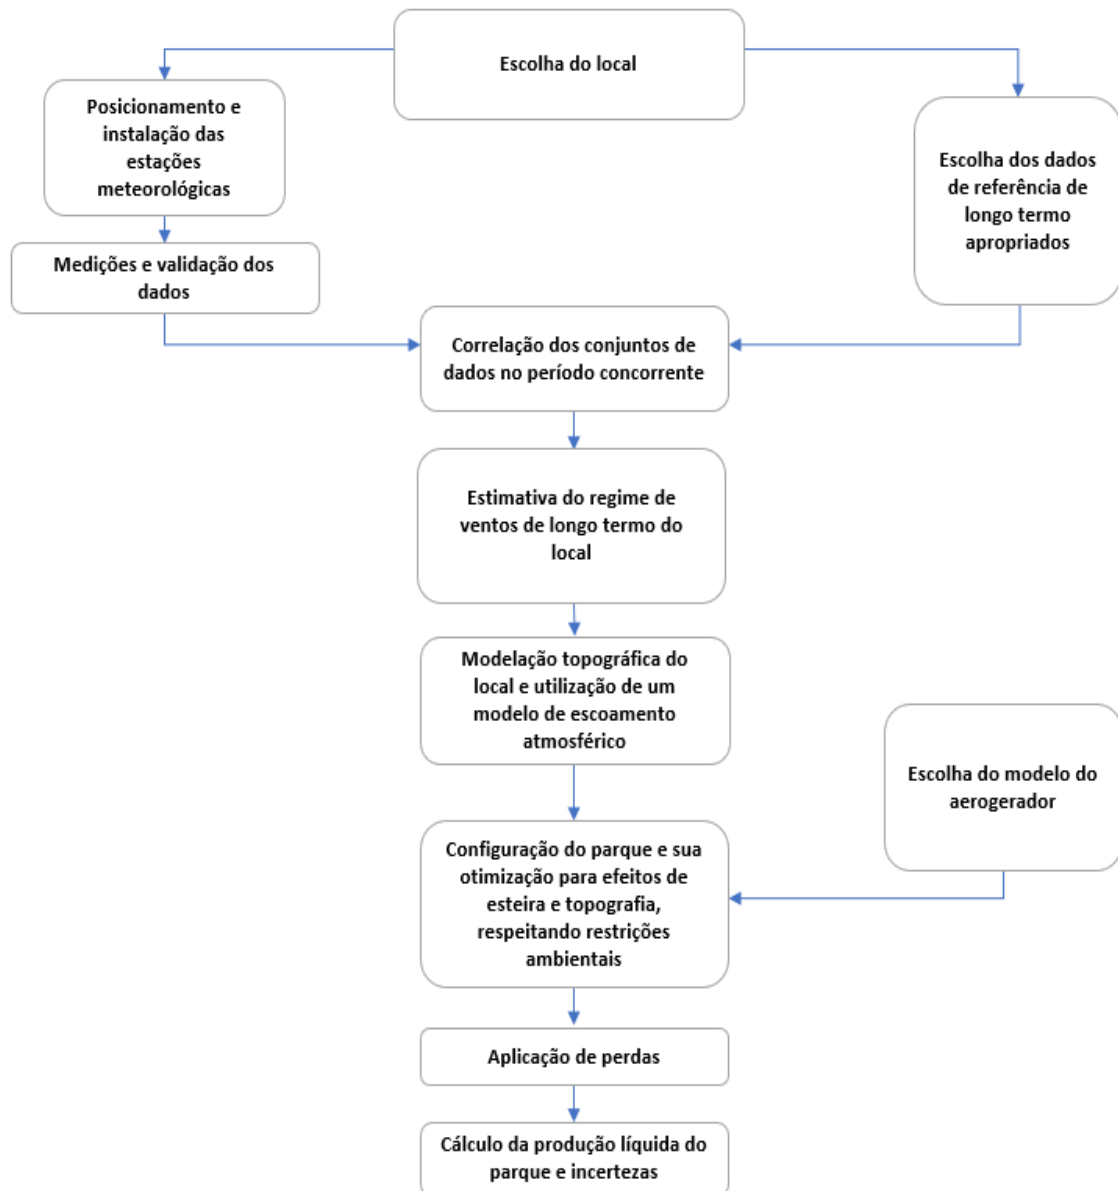 Escolha do local
Posicionamento e
instalação das
estações
meteorológicas
Escolha dos dados
de referência de
longo termo
apropriados
Medições e validação dos
dados
Correlação dos conjuntos de
dados no período concorrente
Estimativa do regime de
ventos de longo termo do
local
Modelação topográfica do
local e utilização de um
modelo de escoamento
atmosférico
Escolha do modelo do
aerogerador
Configuração do parque e sua
otimização para efeitos de
esteira e topografia,
respeitando restrições
ambientais
Aplicação de perdas
Cálculo da produção líquida do
parque e incertezas